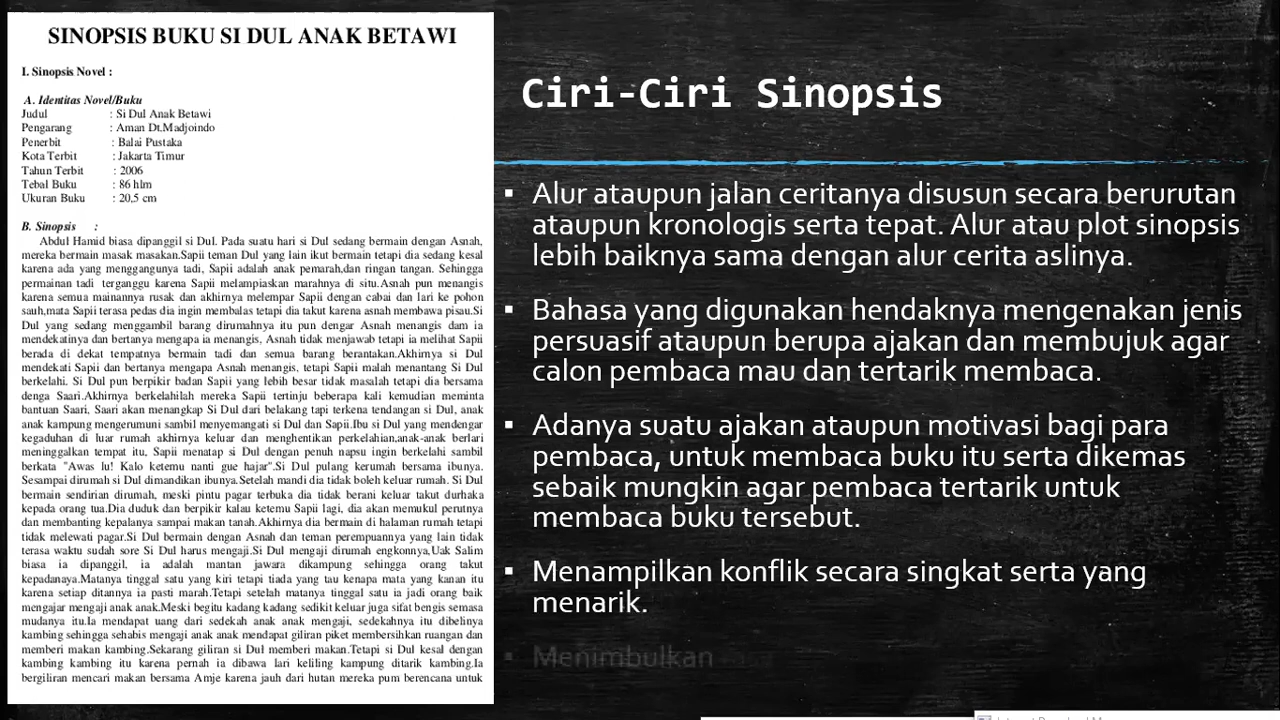 SINOPSIS BUKU SI DUL ANAK BETAWI
I. Sinopsis Novel :
A. Identitas Novel/Buku
Judul : Si Dul Anak Betawi
Pengarang : Aman Dt.Madjoindo
Penerbit : Balai Pustaka
Kota Terbit : Jakarta Timur
Tahun Terbit : 2006
Tebal Buku : 86 hlm
Ukuran Buku : 20,5 cm
B. Sinopsis :
Abdul Hamid biasa dipanggil si Dul. Pada suatu hari si Dul sedang bermain dengan Asnah,
mereka bermain masak masakan.Sapii teman Dul yang lain ikut bermain tetapi dia sedang kesal
karena ada yang menggangunya tadi, Sapii adalah anak pemarah,dan ringan tangan. Sehingga
permainan tadi terganggu karena Sapii melampiaskan marahnya di situ.Asnah pun menangis
karena semua mainannya rusak dan akhirnya melempar Sapii dengan cabai dan lari ke pohon
sauh,mata Sapii terasa pedas dia ingin membalas tetapi dia takut karena asnah membawa pisau.Si
Dul yang sedang menggambil barang dirumahnya itu pun dengar Asnah menangis dam ia
mendekatinya dan bertanya mengapa ia menangis, Asnah tidak menjawab tetapi ia melihat Sapii
berada di dekat tempatnya bermain tadi dan semua barang berantakan.Akhirnya si Dul
mendekati Sapii dan bertanya mengapa Asnah menangis, tetapi Sapii malah menantang Si Dul
berkelahi. Si Dul pun berpikir badan Sapii yang lebih besar tidak masalah tetapi dia bersama
denga Saari.Akhirnya berkelahilah mereka Sapii tertinju beberapa kali kemudian meminta
bantuan Saari, Saari akan menangkap Si Dul dari belakang tapi terkena tendangan si Dul, anak
anak kampung mengerumuni sambil menyemangati si Dul dan Sapii.Ibu si Dul yang mendengar
kegaduhan di luar rumah akhirnya keluar dan menghentikan perkelahian,anak-anak berlari
meninggalkan tempat itu, Sapii menatap si Dul dengan penuh napsu ingin berkelahi sambil
berkata "Awas lu! Kalo ketemu nanti gue hajar".Si Dul pulang kerumah bersama ibunya.
Sesampai dirumah si Dul dimandikan ibunya.Setelah mandi dia tidak boleh keluar rumah. Si Dul
bermain sendirian dirumah, meski pintu pagar terbuka dia tidak berani keluar takut durhaka
kepada orang tua.Dia duduk dan berpikir kalau ketemu Sapii lagi, dia akan memukul perutnya
dan membanting kepalanya sampai makan tanah.Akhirnya dia bermain di halaman rumah tetapi
tidak melewati pagar.Si Dul bermain dengan Asnah dan teman perempuannya yang lain tidak
terasa waktu sudah sore Si Dul harus mengaji.Si Dul mengaji dirumah engkonnya,Uak Salim
biasa ia dipanggil, ia adalah mantan jawara dikampung sehingga orang takut
kepadanaya.Matanya tinggal satu yang kiri tetapi tiada yang tau kenapa mata yang kanan itu
karena setiap ditannya ia pasti marah.Tetapi setelah matanya tinggal satu ia jadi orang baik
mengajar mengaji anak anak.Meski begitu kadang kadang sedikit keluar juga sifat bengis semasa
mudanya itu.Ia mendapat uang dari sedekah anak anak mengaji, sedekahnya itu dibelinya
kambing sehingga sehabis mengaji anak anak mendapat giliran piket membersihkan ruangan dan
memberi makan kambing.Sekarang giliran si Dul memberi makan.Tetapi si Dul kesal dengan
kambing kambing itu karena pernah ia dibawa lari keliling kampung ditarik kambing.Ia
bergiliran mencari makan bersama Amje karena jauh dari hutan mereka pum berencana untuk
Ciri-Ciri Sinopsis
▪ Alur ataupun jalan ceritanya disusun secara berurutan
ataupun kronologis serta tepat. Alur atau plot sinopsis
lebih baiknya sama dengan alur cerita aslinya.
▪ Bahasa yang digunakan hendaknya mengenakan jenis
persuasif ataupun berupa ajakan dan membujuk agar
calon pembaca mau dan tertarik membaca.
▪ Adanya suatu ajakan ataupun motivasi bagi para
pembaca, untuk membaca buku itu serta dikemas
sebaik mungkin agar pembaca tertarik untuk
membaca buku tersebut.
▪ Menampilkan konflik secara singkat serta yang
menarik.
▪ Menimbulkan